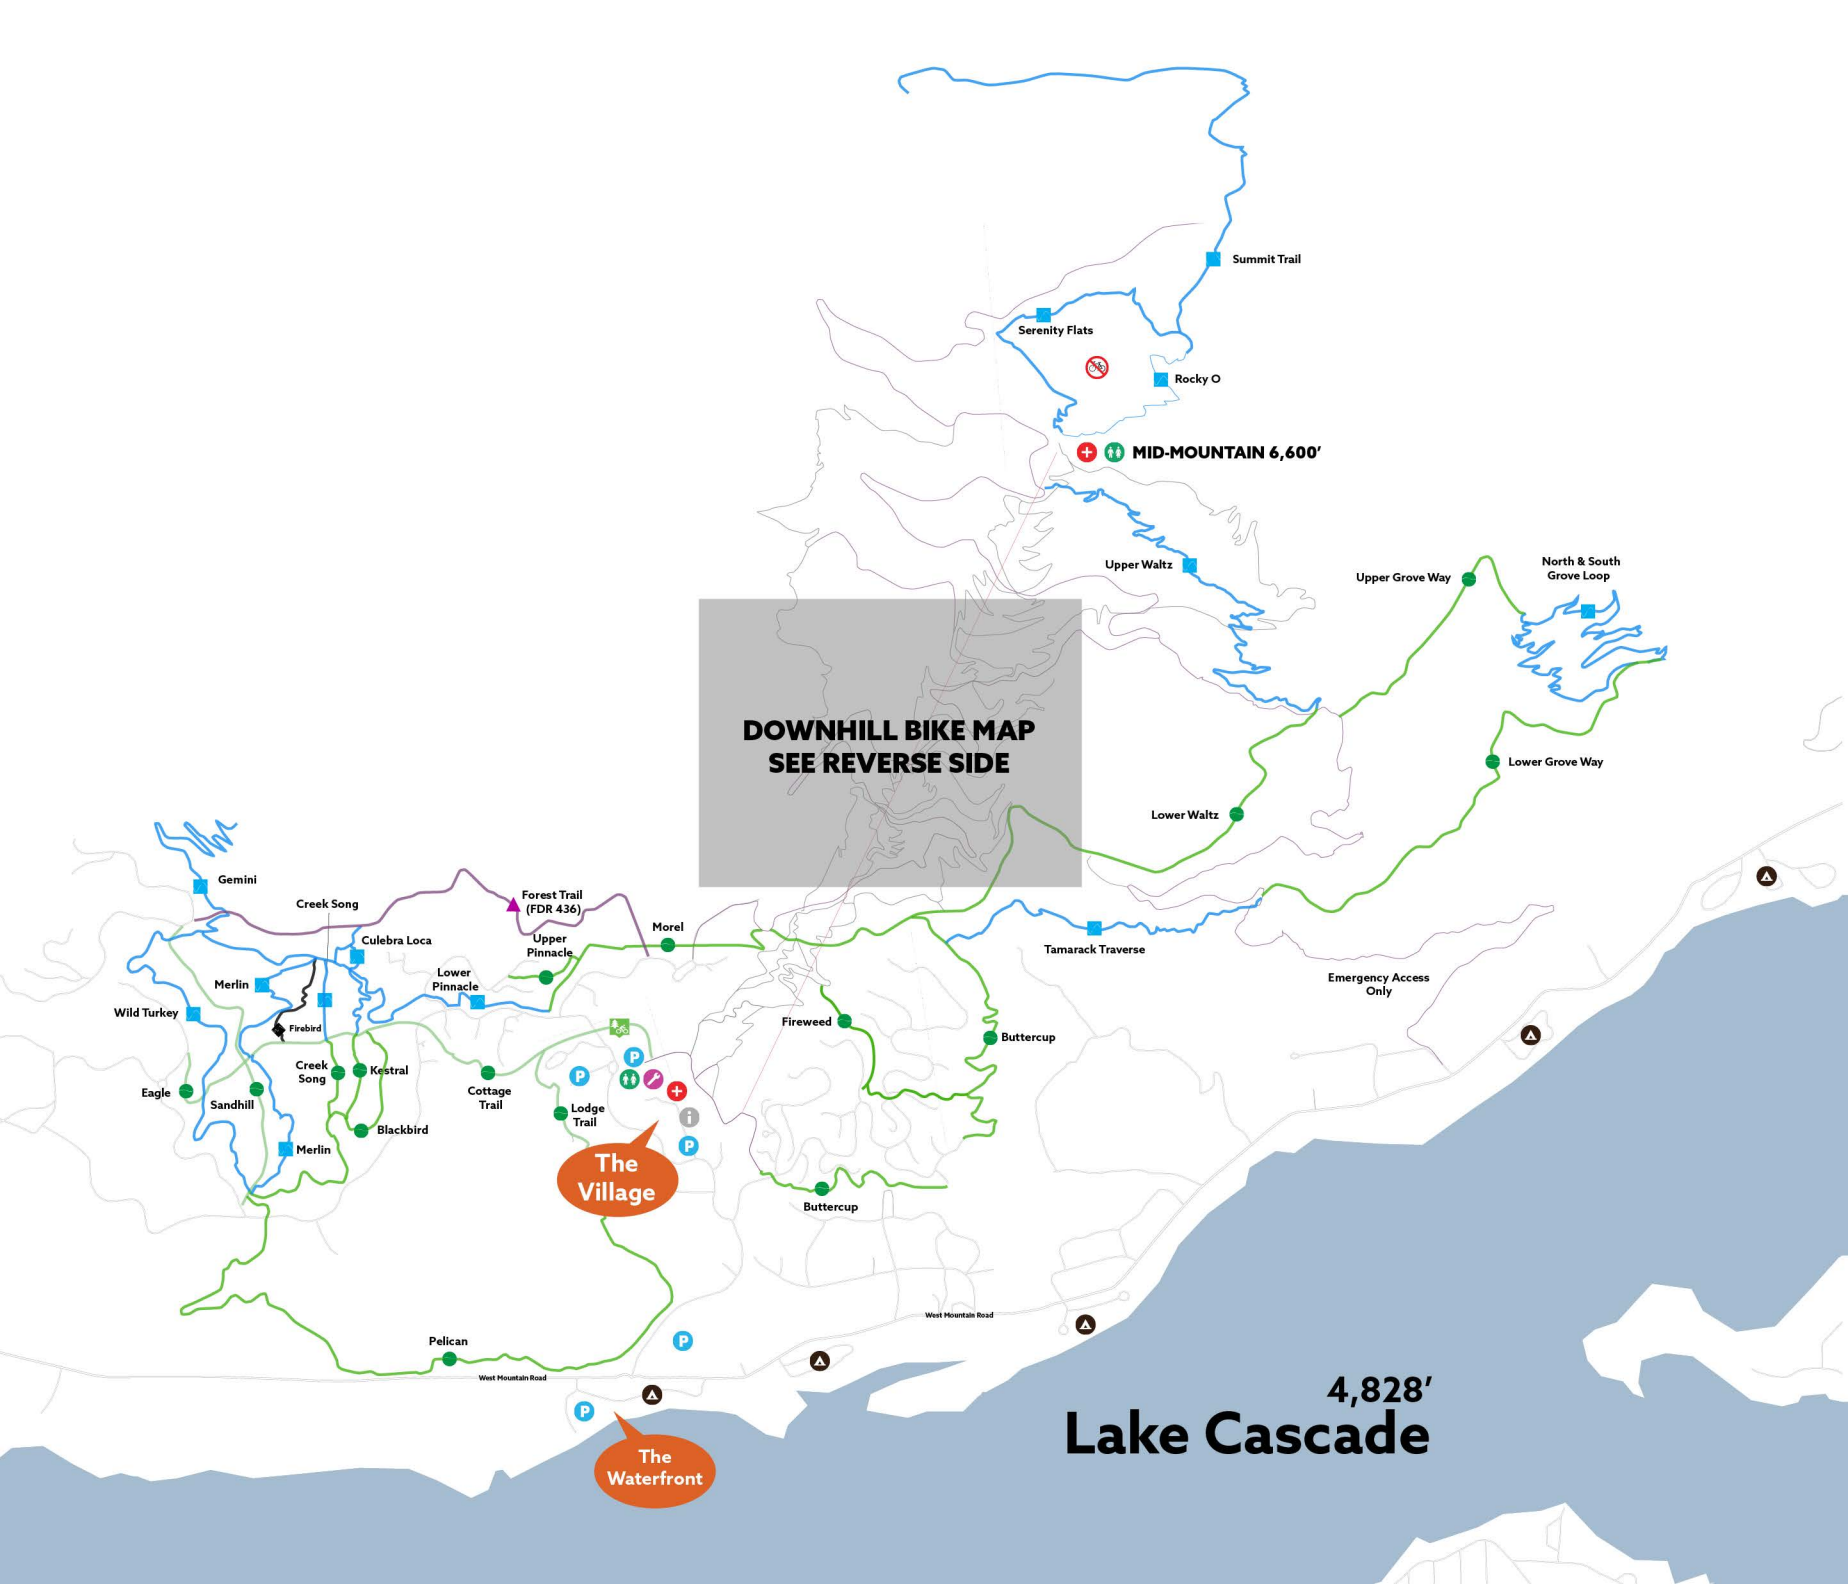 Summit Trail
Serenity Flats
Rocky O
MID-MOUNTAIN 6,600’
Upper Waltz
Upper Grove Way
North & South
Grove Loop
DOWNHILL BIKE MAP
SEE REVERSE SIDE
Lower Waltz
Lower Grove Way
Gemini
Creek Song
Forest Trail
(FDR 436)
Morel
Culebra Loca
Upper
Pinnacle
Tamarack Traverse
Lower
Pinnacle
Merlin
Emergency Access
Only
Wild Turkey
Firebird
Fireweed
Buttercup
P
Creek
Song
Kestral
P
Eagle
Sandhill
Cottage
Trail
Lodge
Trail
i
Blackbird
P
Merlin
The
Village
Buttercup
West Mountain Road
Pelican
P
West Mountain Road
P
4,828’
Lake Cascade
The
Waterfront